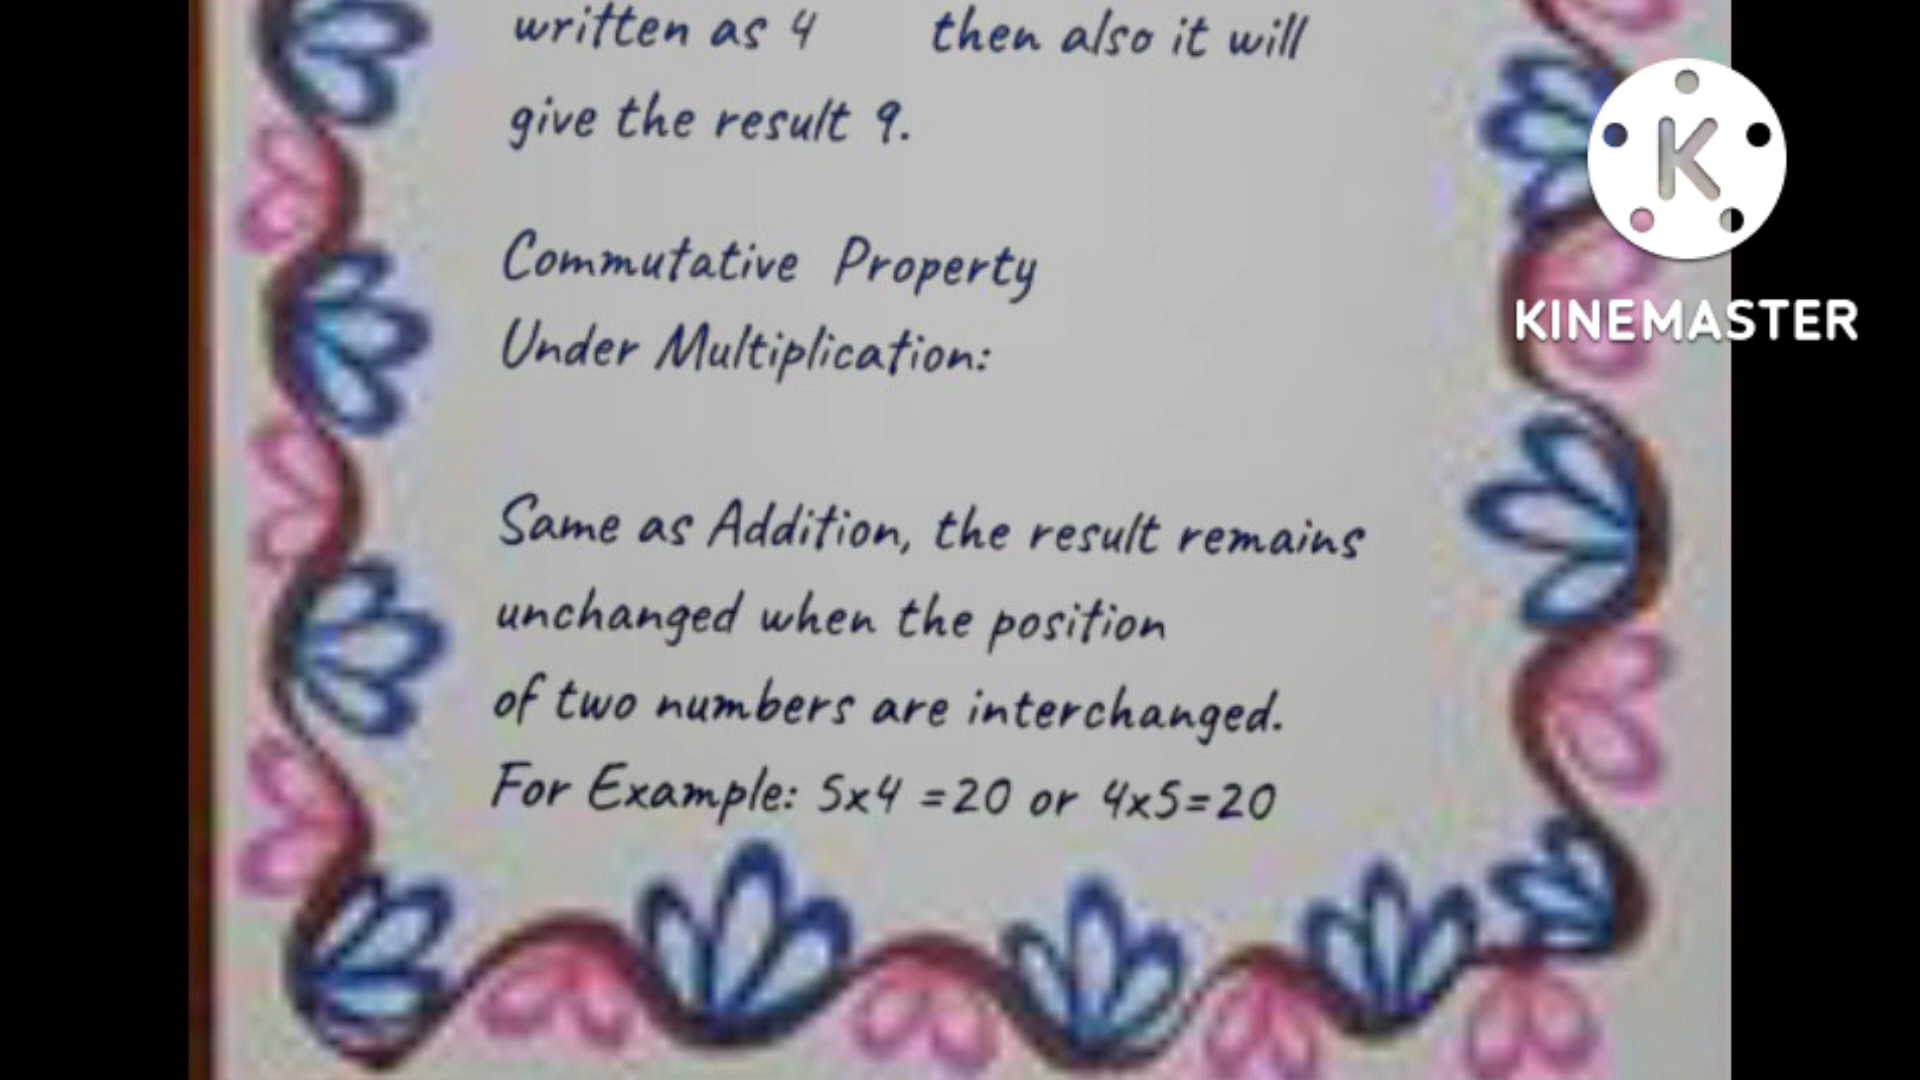 written as 4 then also it will
give the result 9.
Commutative Property
Under Multiplication:
Same as Addition, the result remains
unchanged when the position
of two numbers are interchanged.
For Example: 5x4 =20 or 4x5=20
K
KINEMASTER